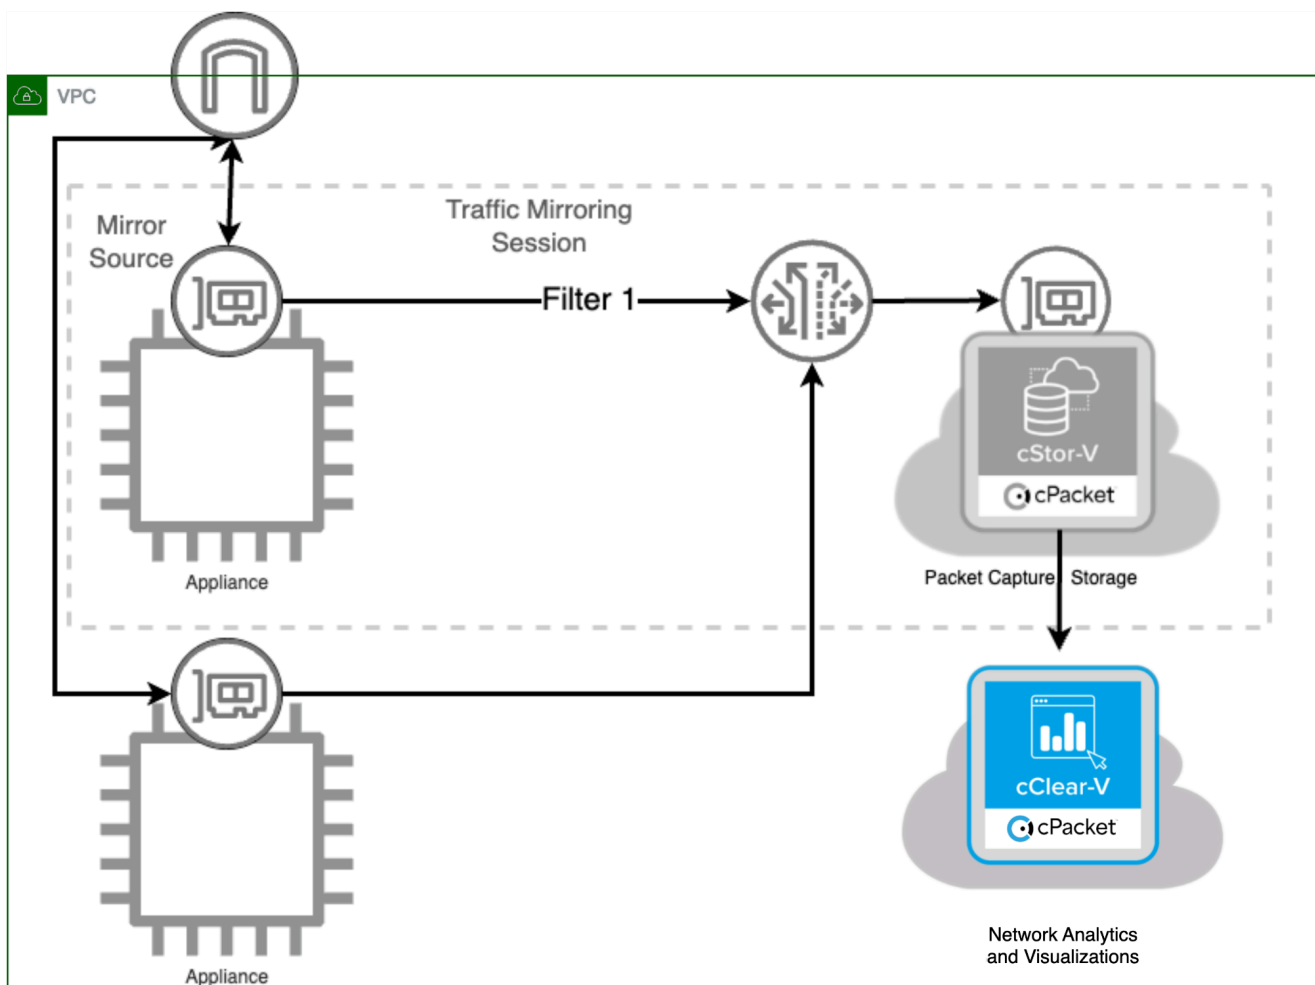 VPC
Mirror
Source
Traffic Mirroring
Session
Filter 1
cStor-V
cPacket
Appliance
Packet Capture Storage
cClear-V
cPacket
Network Analytics
and Visualizations
Appliance